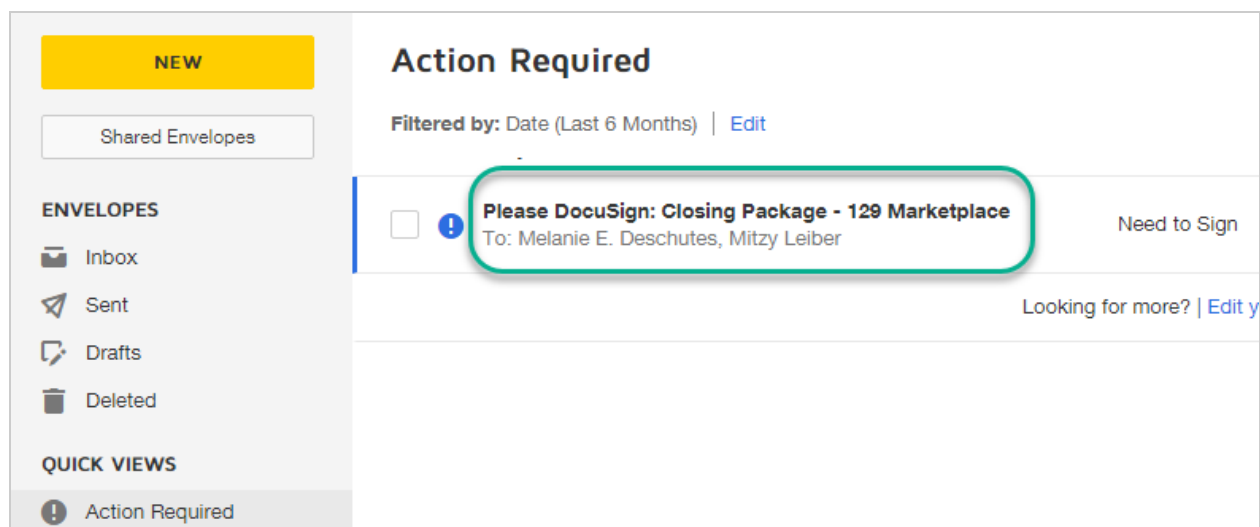 NEW
Shared Envelopes
ENVELOPES
Inbox
Sent
Drafts
Deleted
QUICK VIEWS
Action Required
Action Required
Filtered by: Date (Last 6 Months) | Edit
Please DocuSign: Closing Package - 129 Marketplace
To: Melanie E. Deschutes, Mitzy Leiber
Need to Sign
Looking for more? | Edit y